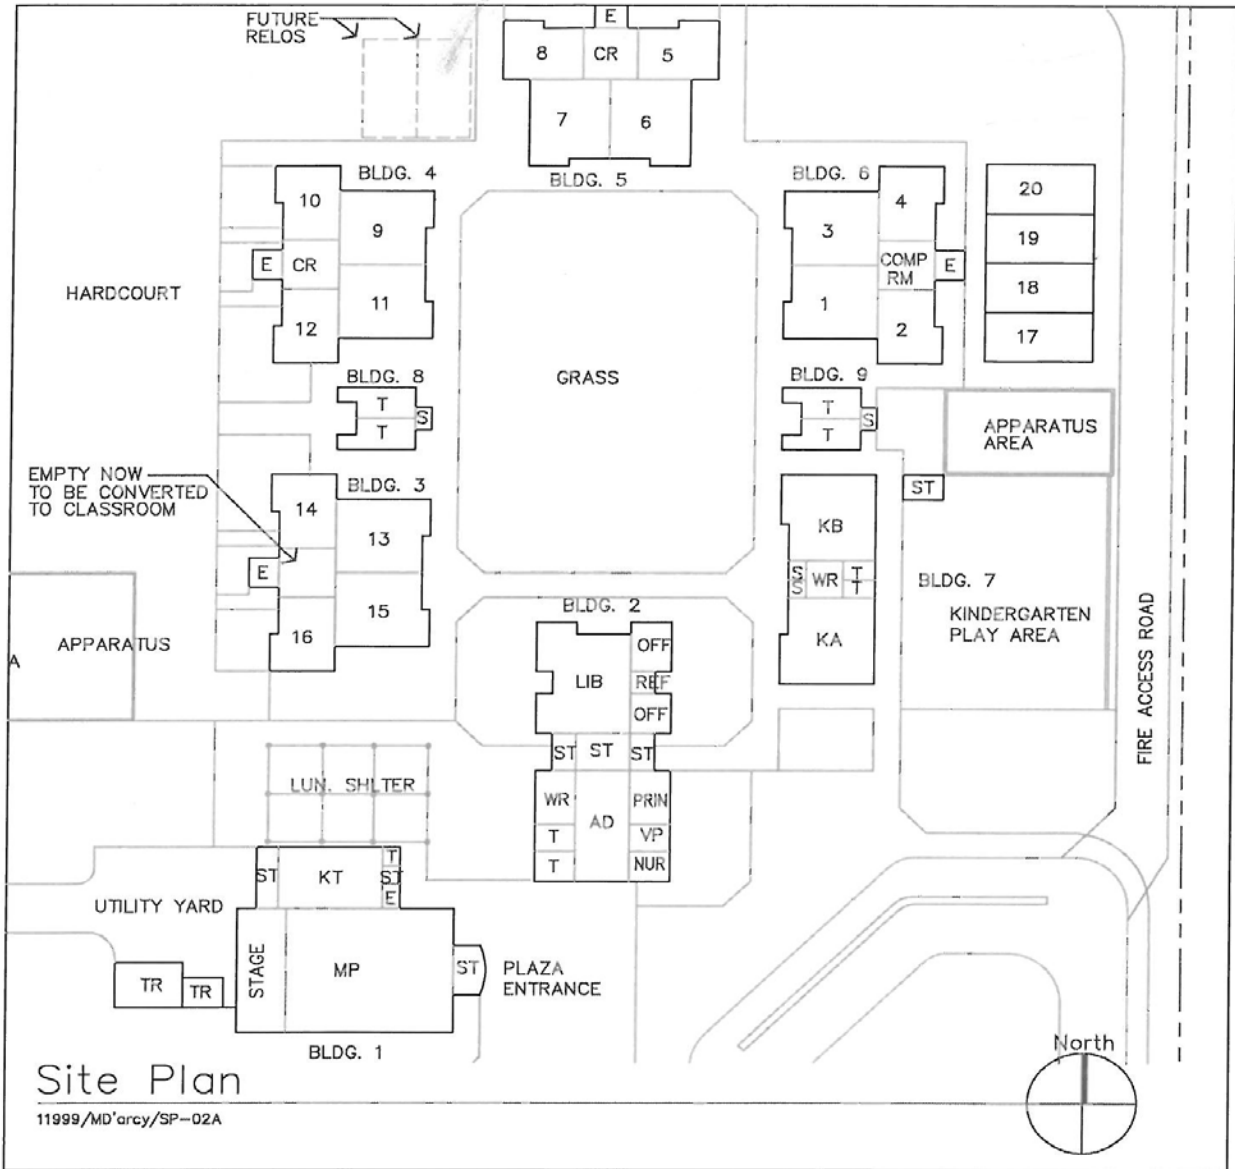 FUTURE
RELOS
E
8
CR
5
7
6
BLDG. 4
BLDG. 5
BLDG. 6
10
9
E
CR
11
12
HARDCOURT
GRASS
3
4
COMP
RM
E
1
2
20
19
18
17
BLDG. 8
T
S
T
BLDG. 9
T
S
T
APPARATUS
AREA
EMPTY NOW
TO BE CONVERTED
TO CLASSROOM
BLDG. 3
14
13
E
15
16
ST
KB
S
S
WR
T
T
KA
BLDG. 7
KINDERGARTEN
PLAY AREA
FIRE ACCESS ROAD
APPARATUS
A
BLDG. 2
OFF
LIB
REF
OFF
ST
ST
ST
WR
AD
PRIN
T
VP
T
NUR
LUN. SHLTER
ST
KT
T
ST
E
UTILITY YARD
STAGE
MP
ST
PLAZA
ENTRANCE
TR
TR
BLDG. 1
North
Site Plan
11999/MD'arcy/SP-02A